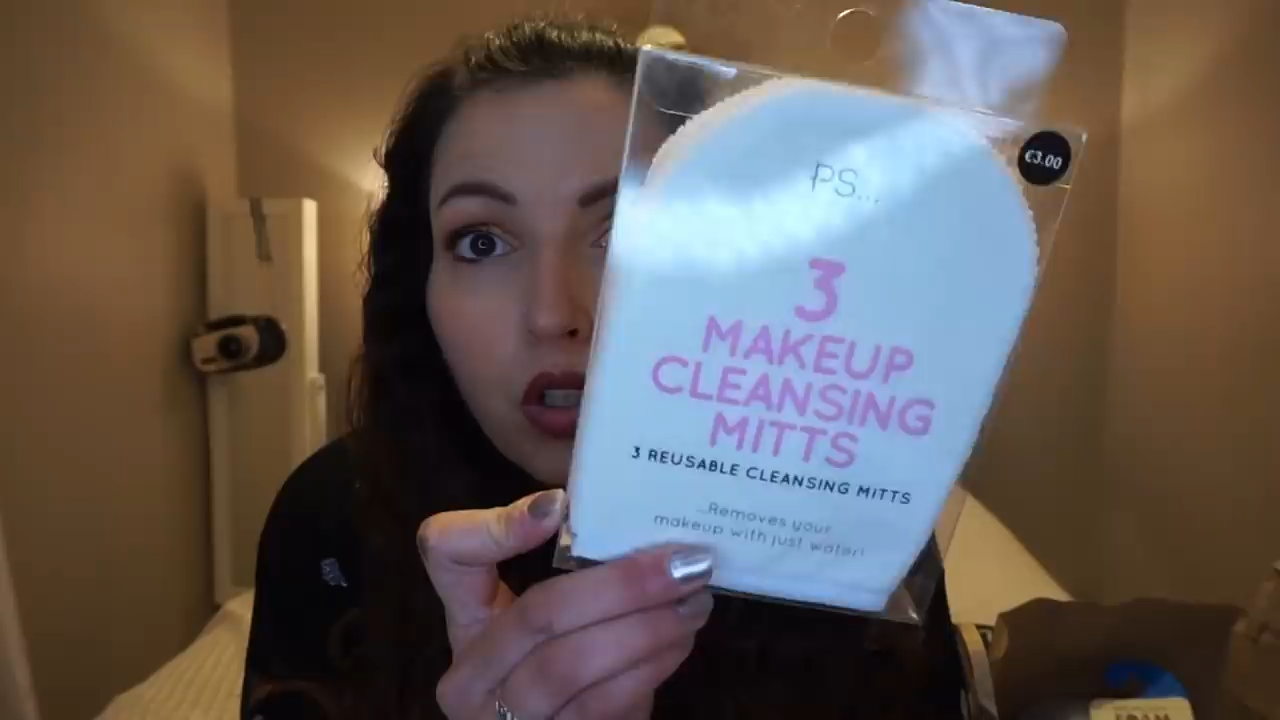 €3.00
PS...
3
MAKEUP
CLEANSING
MITTS
3 REUSABLE CLEANSING MITTS
...Removes your
makeup with just water!